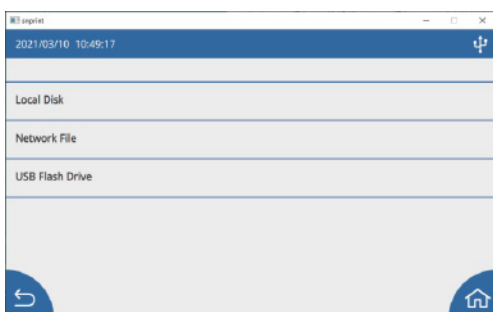 snprint
2021/03/10 10:49:17
Local Disk
Network File
USB Flash Drive